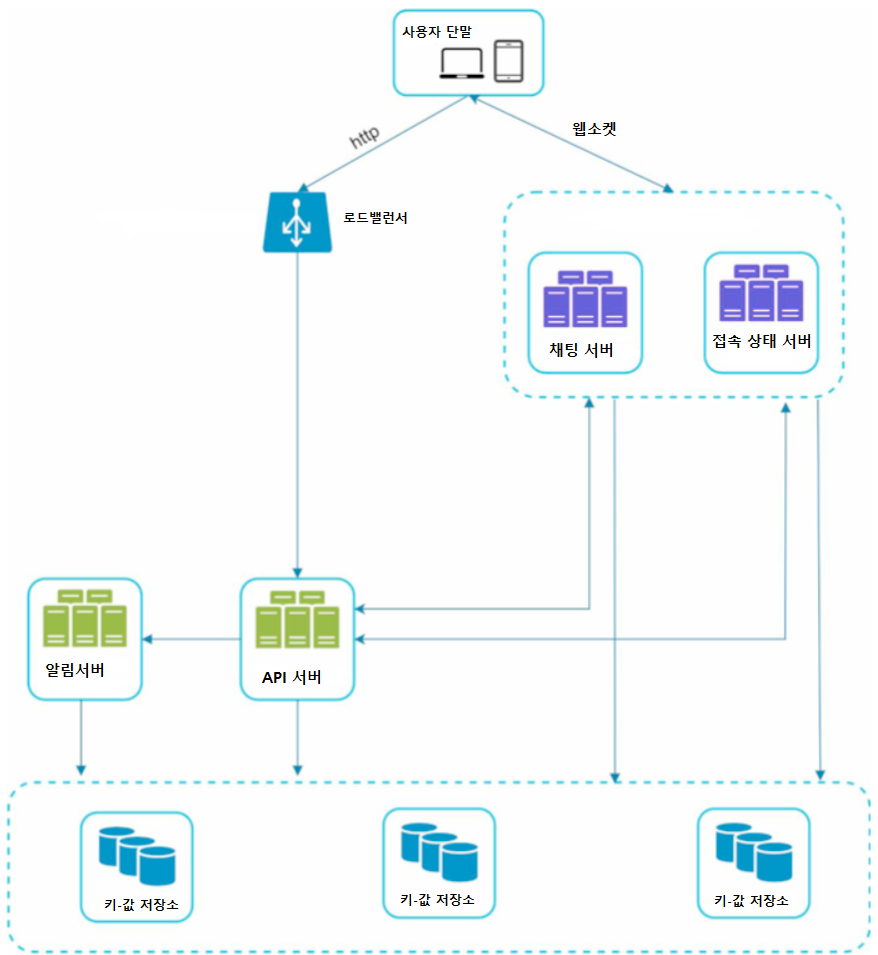 사용자 단말
http
웹소켓
로드밸런서
채팅 서버
접속 상태 서버
알림서버
API 서버
키-값 저장소
키-값 저장소
키-값 저장소